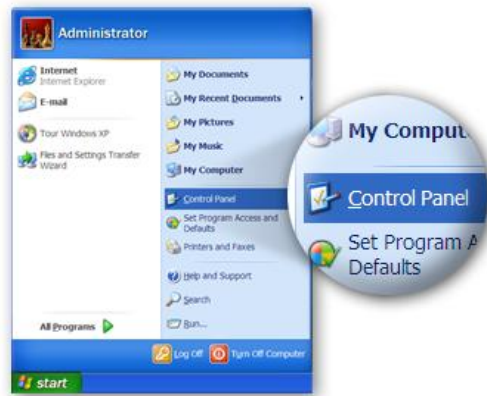 Administrator
Internet
Internet Explorer
E-mail
Tour Windows XP
Files and Settings Transfer
Wizard
All Programs
My Documents
My Recent Documents
My Pictures
My Music
My Computer
Control Panel
Set Program Access and
Defaults
Printers and Faxes
Help and Support
Search
Run...
Log Off
Turn Off Computer
start
My Comput
Control Panel
Set Program A
Defaults